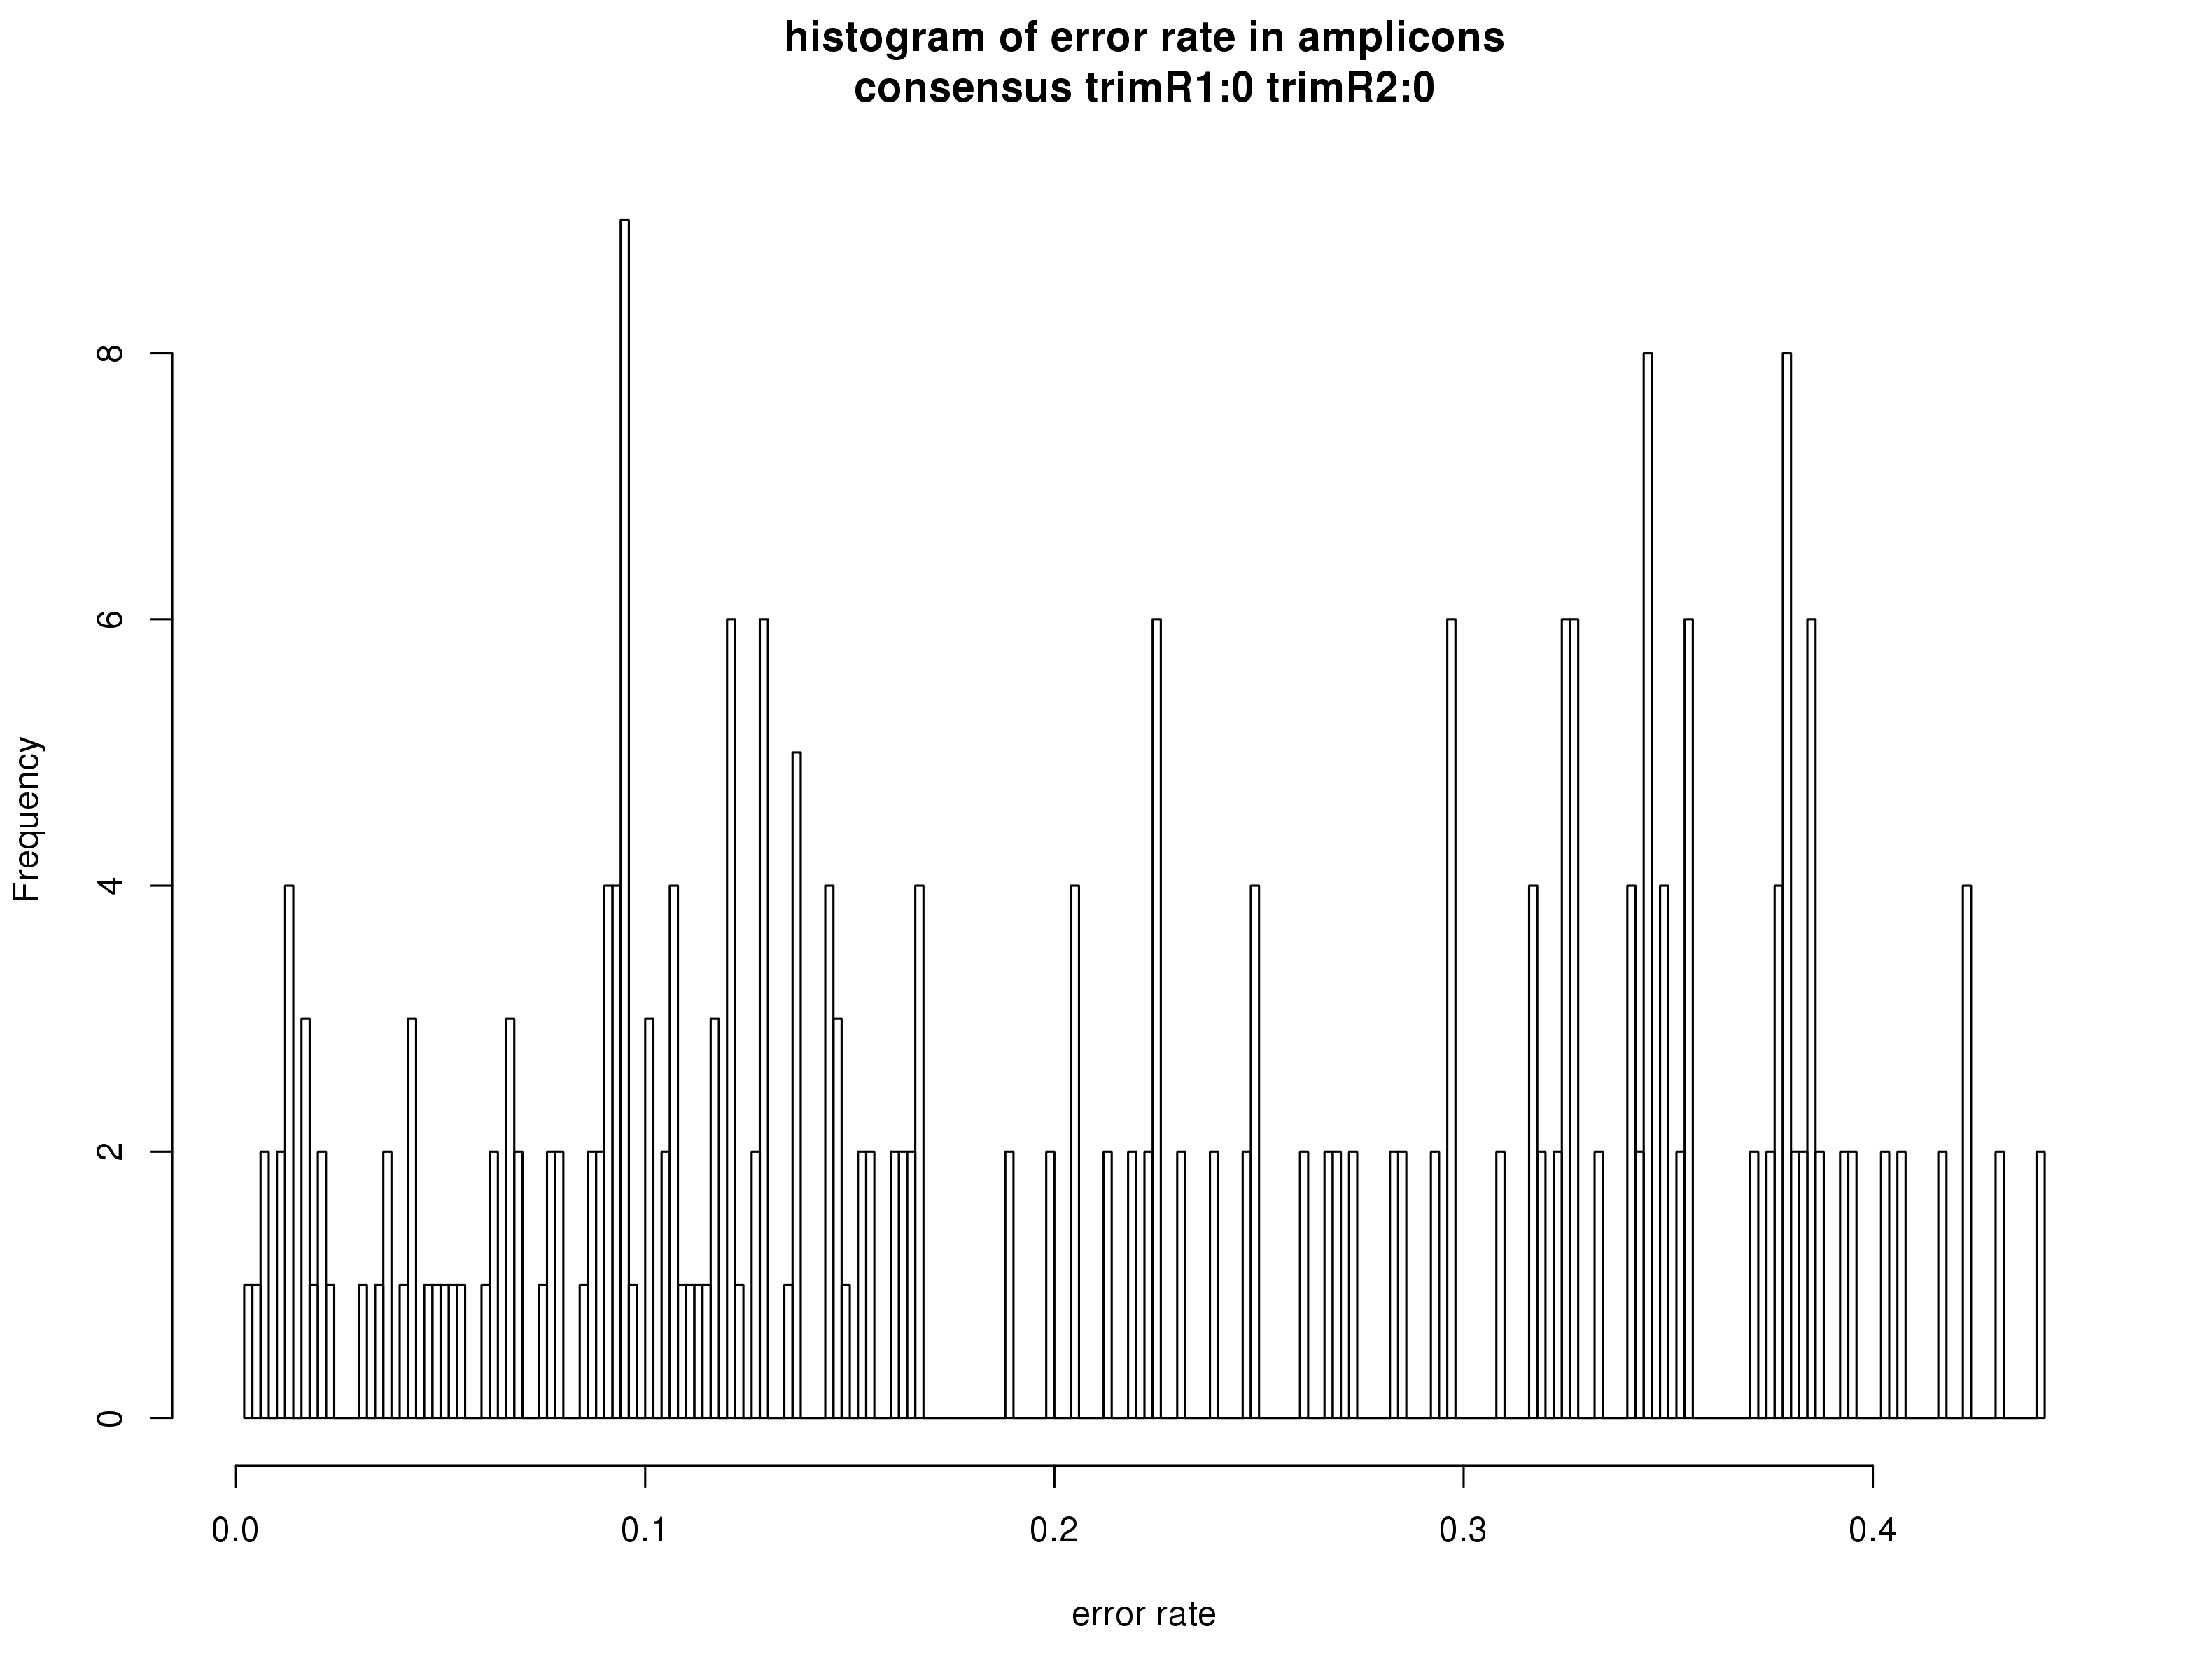 histogram of error rate in amplicons
consensus trimR1:0 trimR2:0
Frequency
8
6
4
2
0
0.0 0.1 0.2 0.3 0.4
error rate